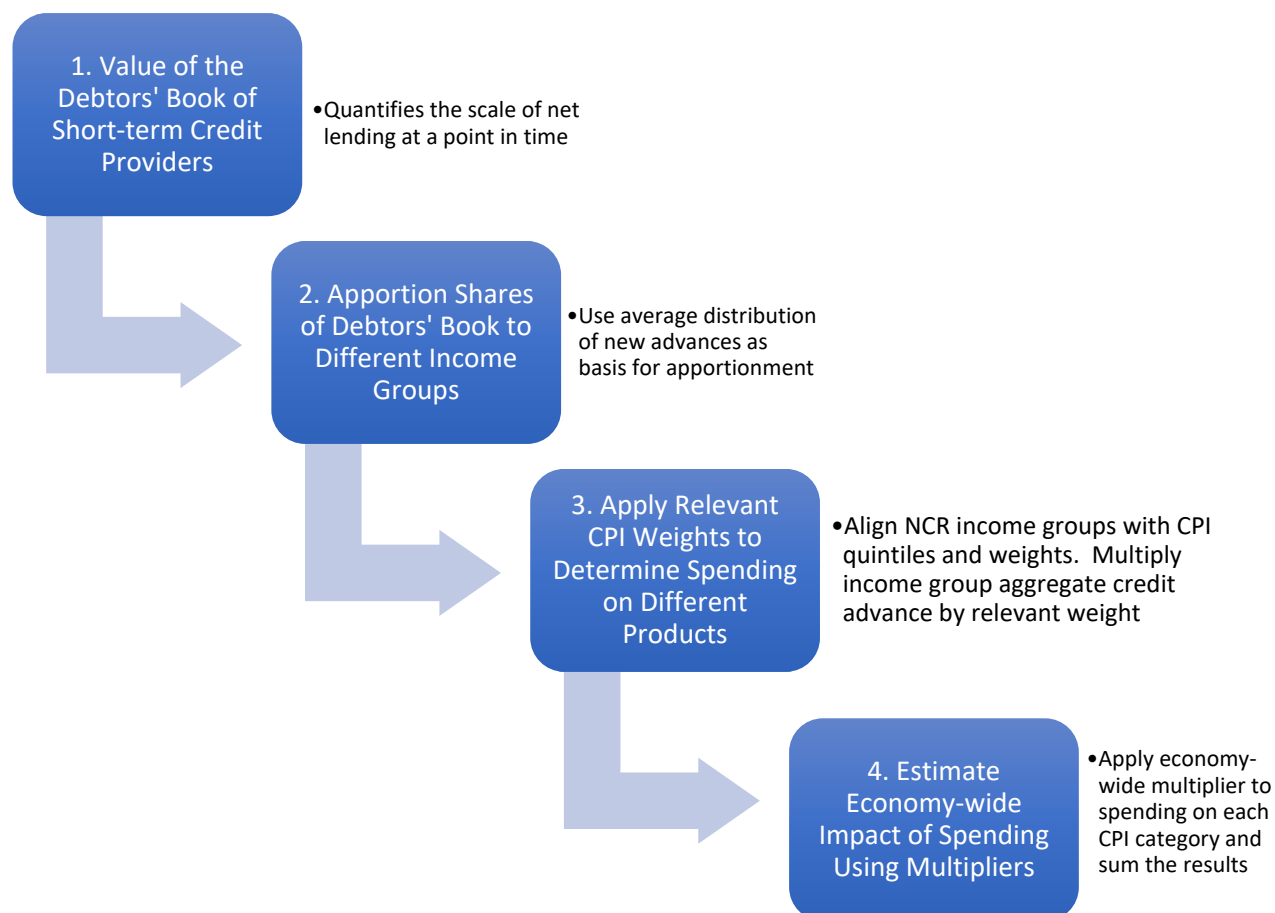 1. Value of the
Debtors' Book of
Short-term Credit
Providers
•Quantifies the scale of net
lending at a point in time
2. Apportion Shares
of Debtors' Book to
Different Income
Groups
•Use average distribution
of new advances as
basis for apportionment
3. Apply Relevant
CPI Weights to
Determine Spending
on Different
Products
•Align NCR income groups with CPI
quintiles and weights.  Multiply
income group aggregate credit
advance by relevant weight
4. Estimate
Economy-wide
Impact of Spending
Using Multipliers
•Apply economy-
wide multiplier to
spending on each
CPI category and
sum the results